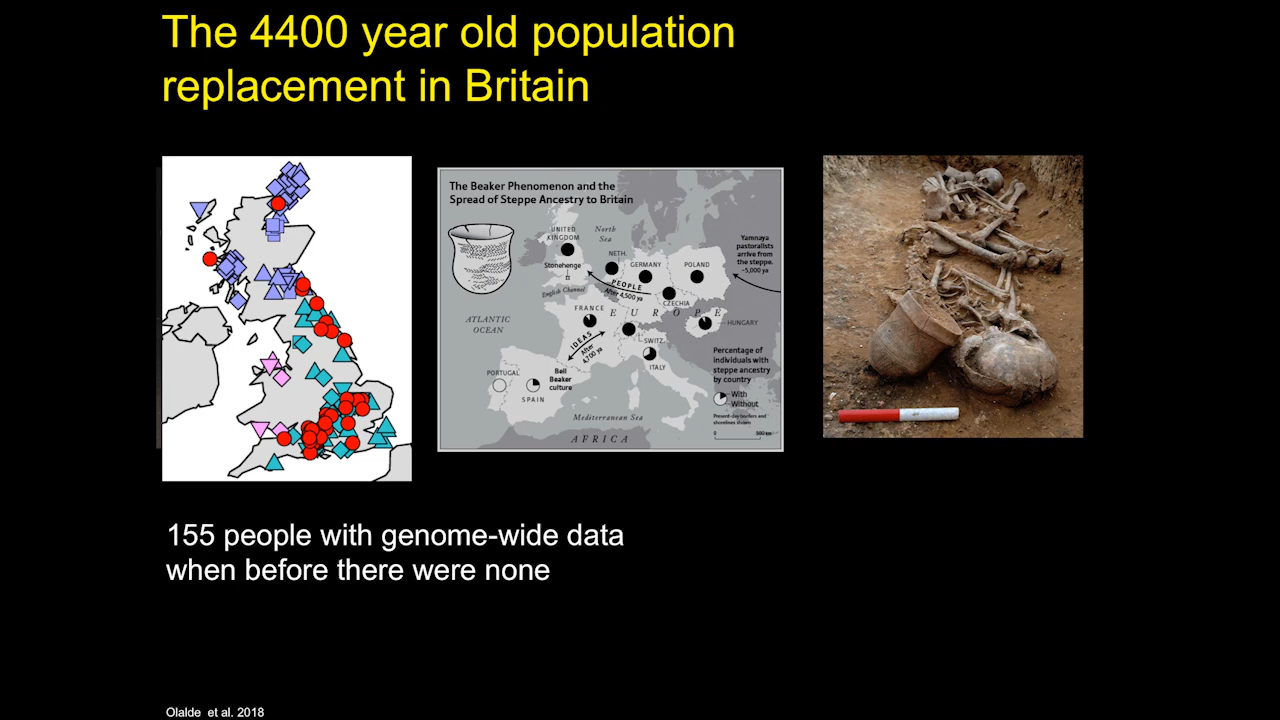 The 4400 year old population
replacement in Britain
The Beaker Phenomenon and the
Spread of Steppe Ancestry to Britain
UNITED
KINGDOM
North
Sea
Yamnaya
pastoralists
arrive from
the steppe,
~5,000 ya
NETH.
GERMANY
POLAND
Stonehenge
PEOPLE
After 4,500 ya
English Channel
CZECHIA
FRANCE
EUROPE
ATLANTIC
OCEAN
HUNGARY
IDEAS
After
4,700 ya
SWITZ.
ITALY
Percentage of
individuals with
steppe ancestry
by country
PORTUGAL
Bell
Beaker
culture
SPAIN
With
Without
Present-day borders and
shorelines shown
Mediterranean Sea
0 500 km
AFRICA
155 people with genome-wide data
when before there were none
Olalde et al. 2018